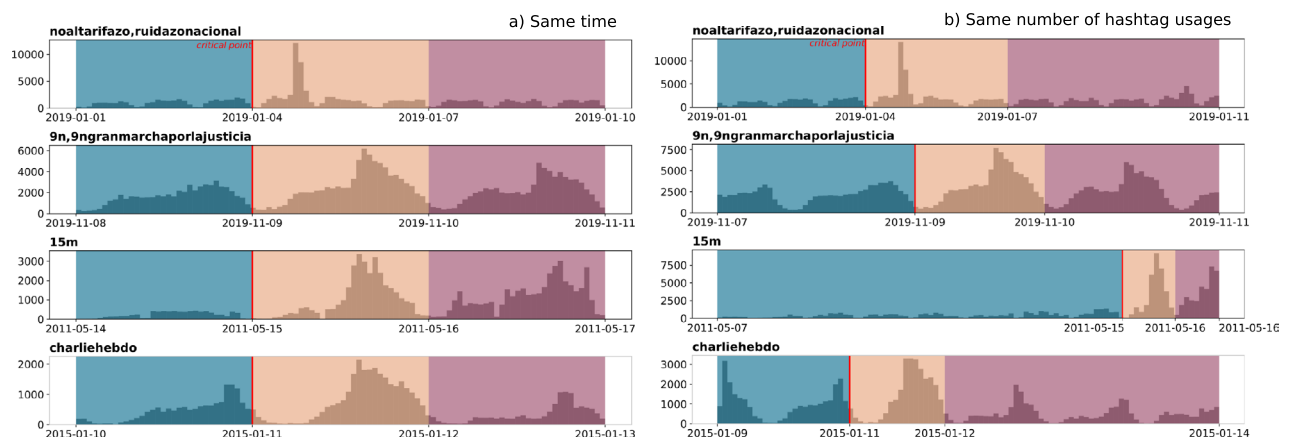 a) Same time
noaltarifazo,ruidazonacional
critical point
10000
5000
0
2019-01-01 2019-01-04 2019-01-07 2019-01-10
9n,9ngranmarchaporlajusticia
6000
4000
2000
0
2019-11-08 2019-11-09 2019-11-10 2019-11-11
15m
3000
2000
1000
0
2011-05-14 2011-05-15 2011-05-16 2011-05-17
charliehebdo
2000
1000
0
2015-01-10 2015-01-11 2015-01-12 2015-01-13
b) Same number of hashtag usages
noaltarifazo,ruidazonacional
critical point
10000
5000
0
2019-01-01 2019-01-04 2019-01-07 2019-01-11
9n,9ngranmarchaporlajusticia
7500
5000
2500
0
2019-11-07 2019-11-09 2019-11-10 2019-11-11
15m
7500
5000
2500
0
2011-05-07 2011-05-15 2011-05-16 2011-05-16
charliehebdo
3000
2000
1000
0
2015-01-09 2015-01-11 2015-01-12 2015-01-14